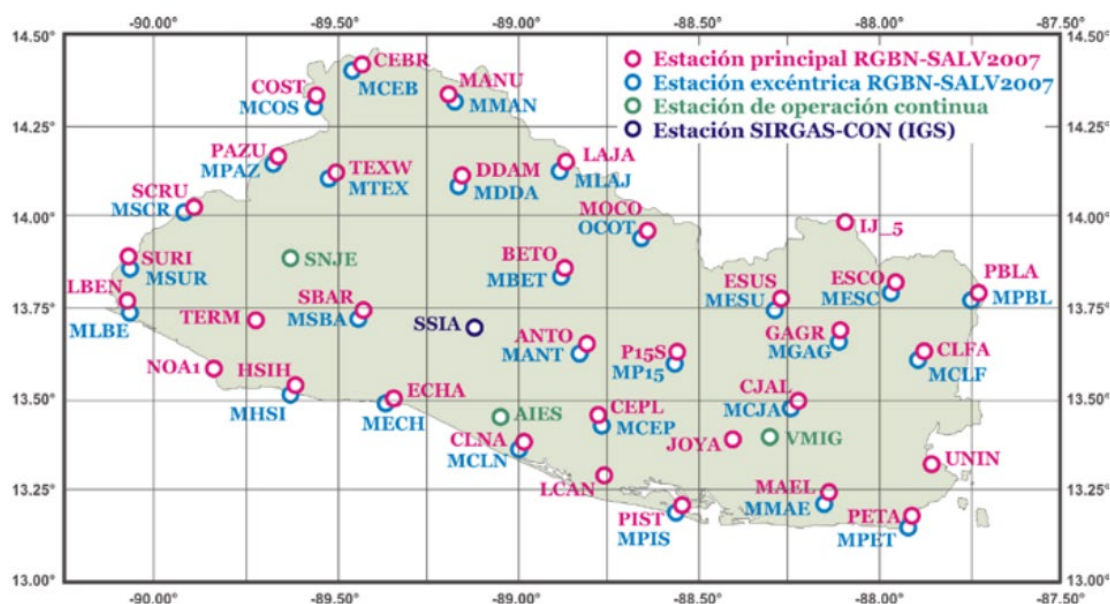 -90.00° -89.50° -89.00° -88.50° -88.00° -87.50°
14.50° 14.50°
Estación principal RGBN-SALV2007
Estación excéntrica RGBN-SALV2007
Estación de operación continua
Estación SIRGAS-CON (IGS)
CEBR
MCEB
COST
MCOS
MANU
MMAN
14.25° 14.25°
PAZU
MPAZ
TEXW
MTEX
DDAM
MDDA
LAJA
MLAJ
SCRU
MSCR
MOCO
OCOT
14.00° 14.00°
IJ_5
SURI
MSUR
SNJE
BETO
MBET
ESUS
MESU
ESCO
MESC
PBLA
MPBL
LBEN
MLBE
13.75° 13.75°
TERM
SBAR
MSBA
SSIA
ANTO
MANT
P15S
MP15
GAGR
MGAG
CLFA
MCLF
NOA1
HSIH
MHSI
ECHA
MECH
13.50° 13.50°
AIES
CEPL
MCEP
CJAL
MCJA
JOYA
VMIG
CLNA
MCLN
UNIN
LCAN
13.25° 13.25°
PIST
MPIS
MAEL
MMAE
PETA
MPET
13.00° 13.00°
-90.00° -89.50° -89.00° -88.50° -88.00° -87.50°